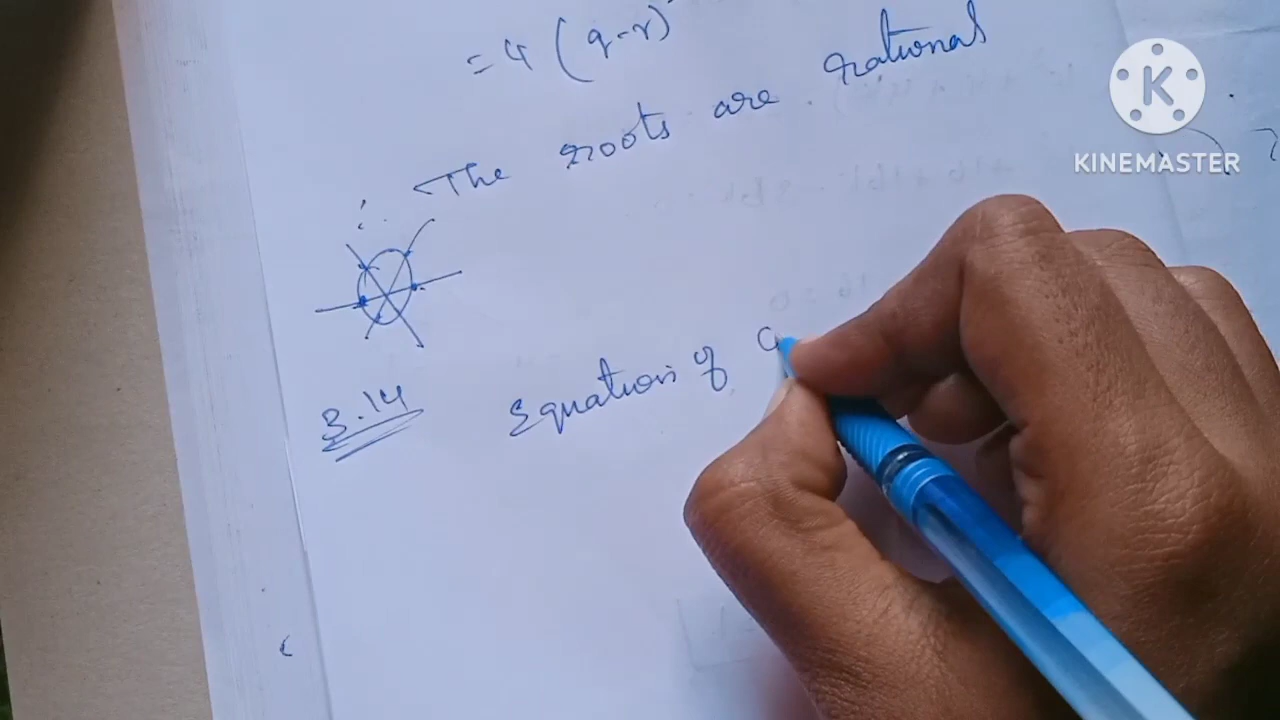 = 4 (q-r)
∴ The roots are rational
3.14 Equation of a
K
KINEMASTER